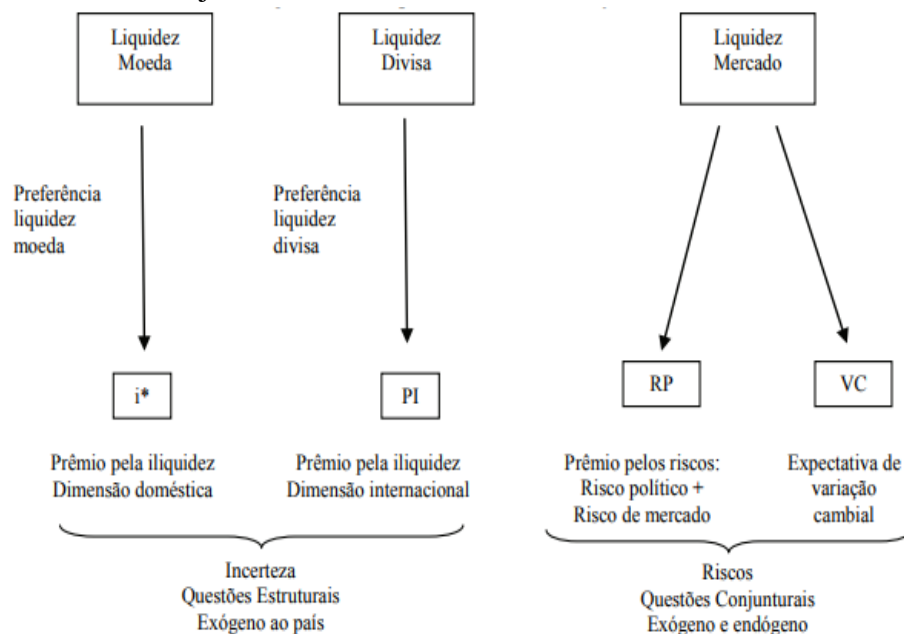 Liquidez
Moeda
Liquidez
Divisa
Liquidez
Mercado
Preferência
liquidez
moeda
Preferência
liquidez
divisa
i*
PI
RP
VC
Prêmio pela iliquidez
Dimensão doméstica
Prêmio pela iliquidez
Dimensão internacional
Prêmio pelos riscos:
Risco político +
Risco de mercado
Expectativa de
variação
cambial
Incerteza
Questões Estruturais
Exógeno ao país
Riscos
Questões Conjunturais
Exógeno e endógeno